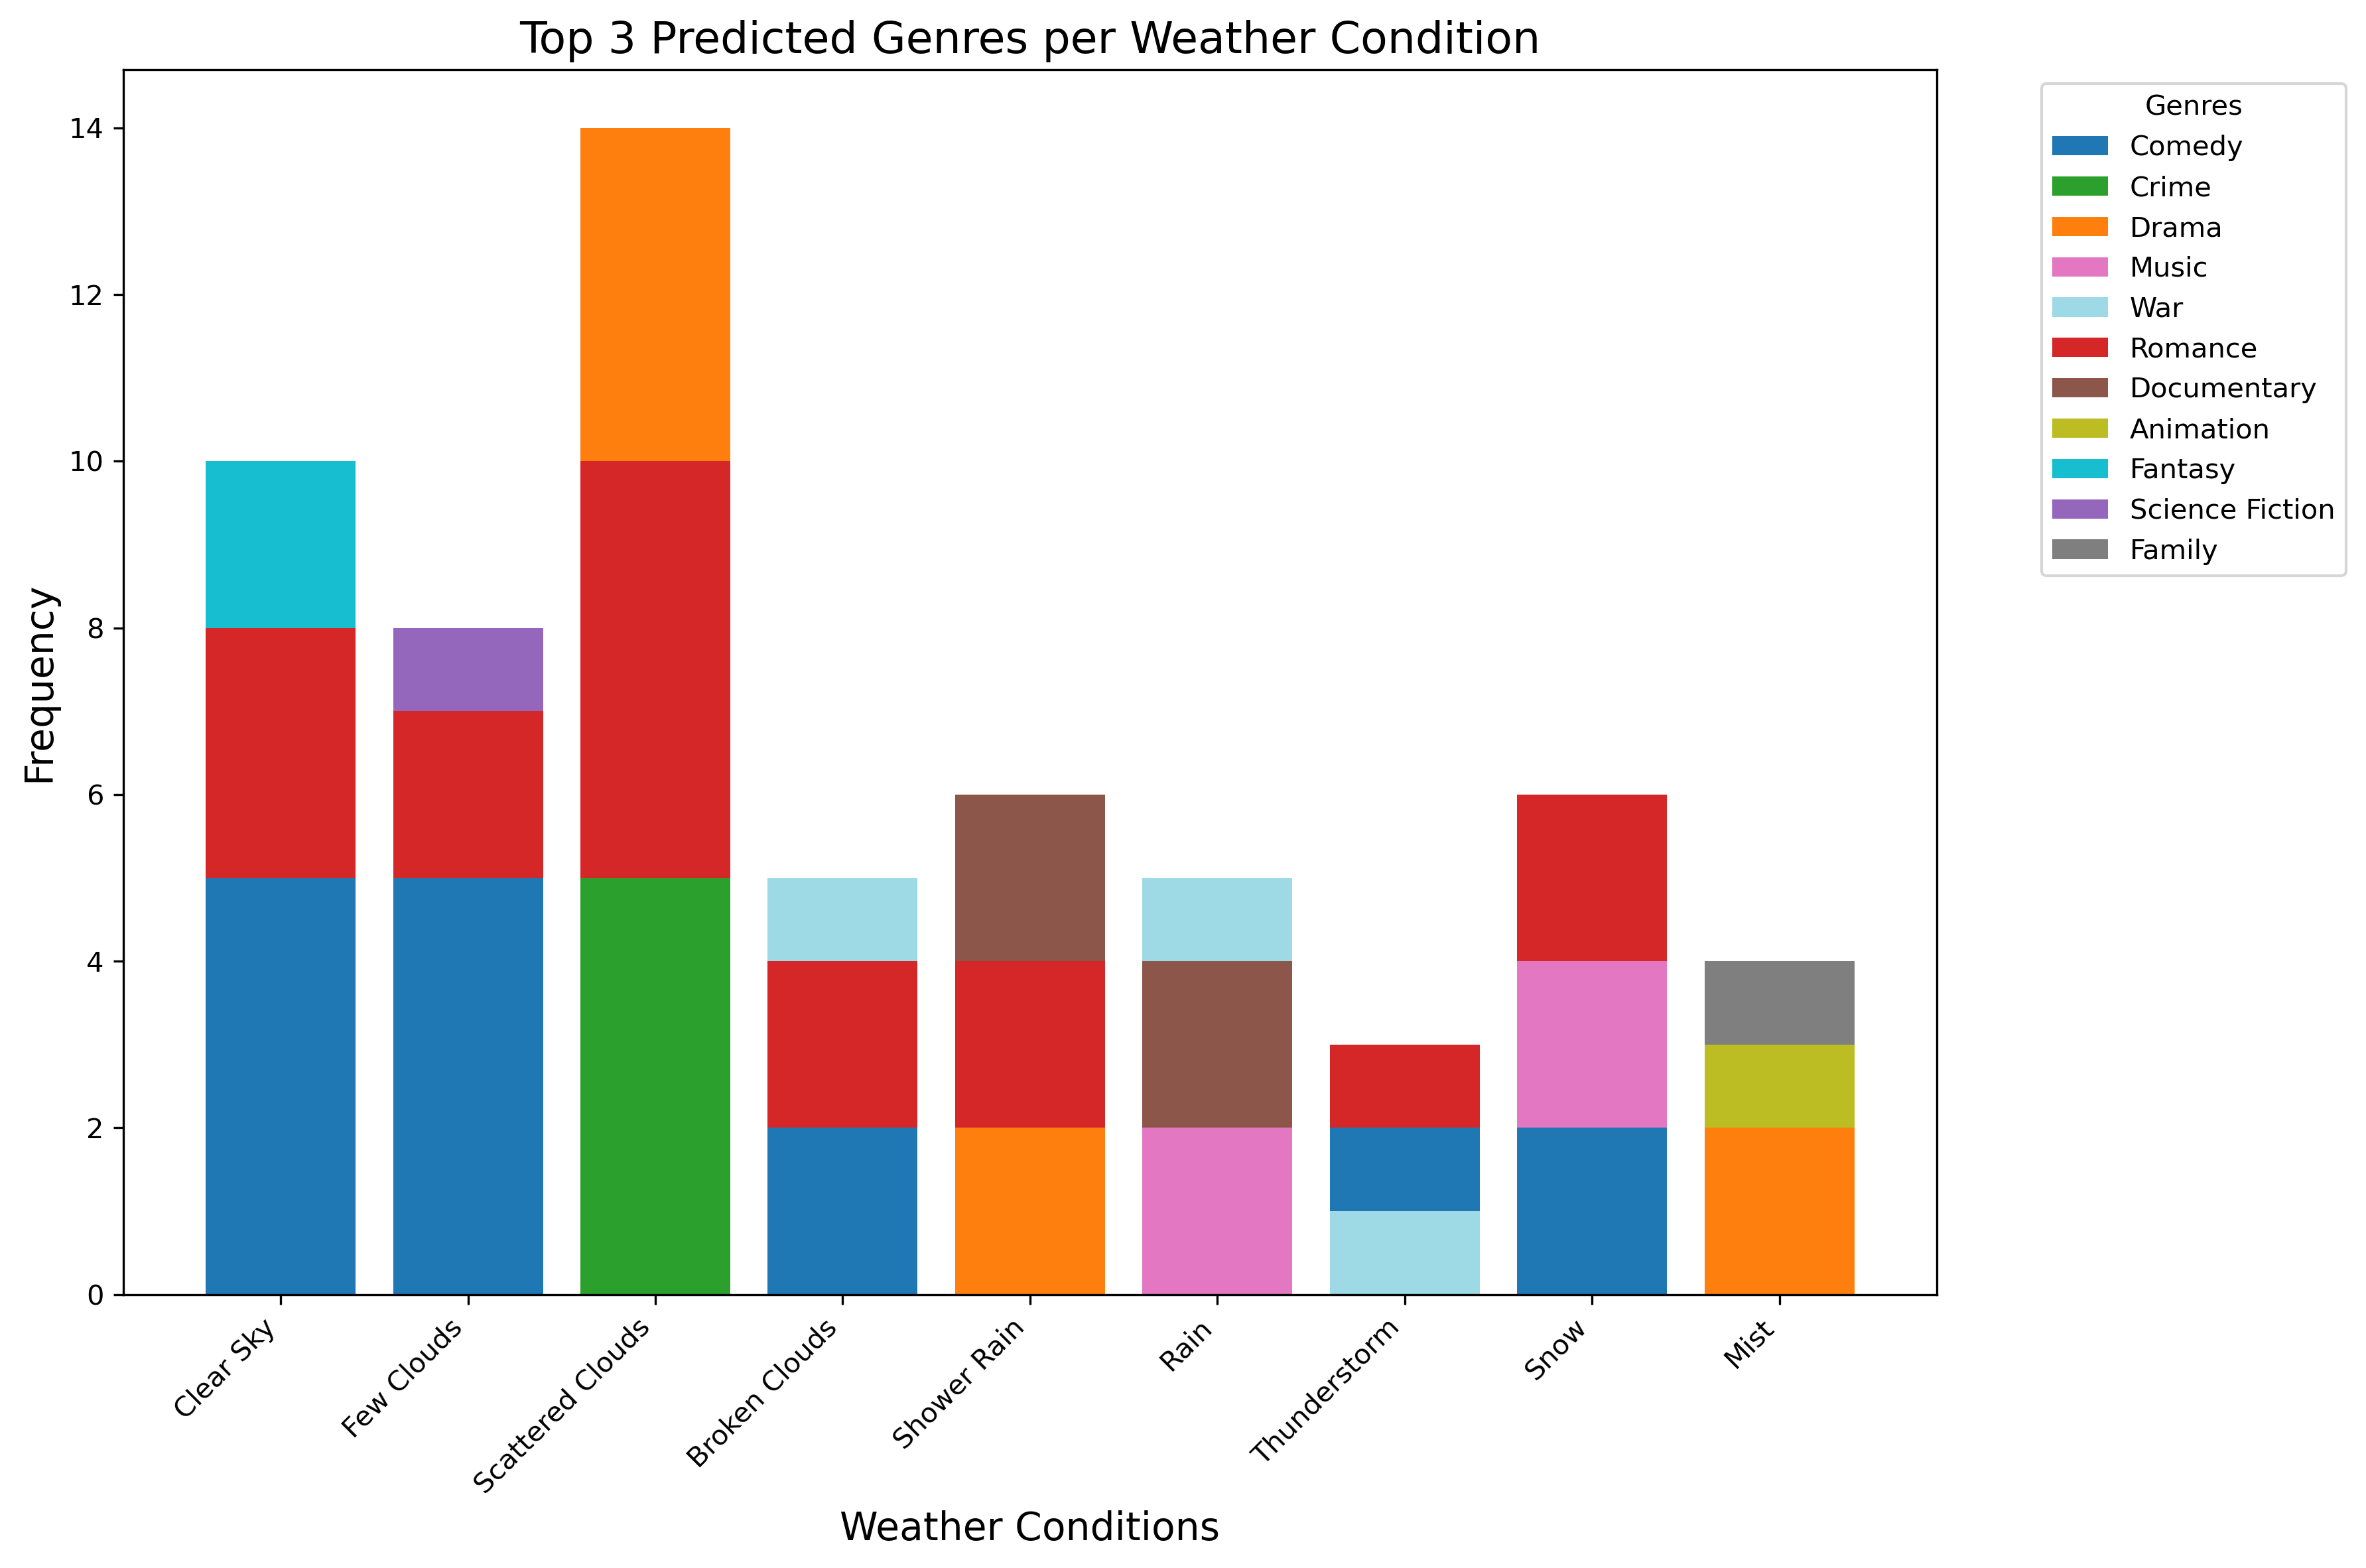 Top 3 Predicted Genres per Weather Condition
Frequency
14
12
10
8
6
4
2
0
Clear Sky
Few Clouds
Scattered Clouds
Broken Clouds
Shower Rain
Rain
Thunderstorm
Snow
Mist
Weather Conditions
Genres
Comedy
Crime
Drama
Music
War
Romance
Documentary
Animation
Fantasy
Science Fiction
Family